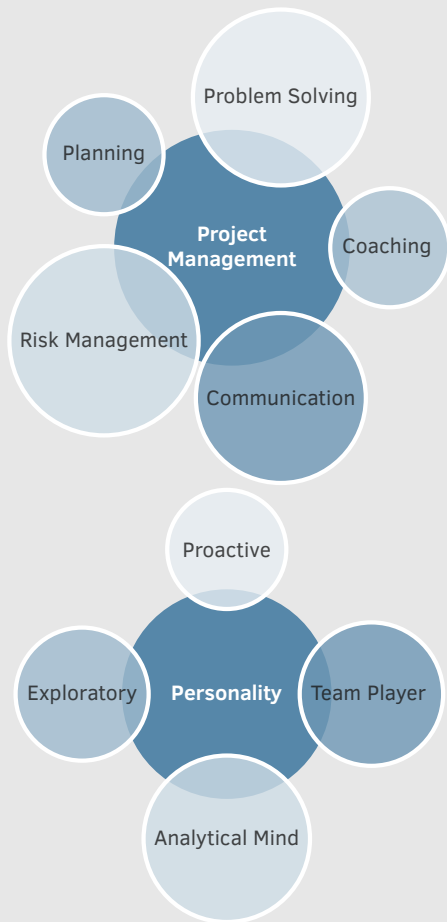 Problem Solving
Planning
Project
Management
Coaching
Risk Management
Communication
Proactive
Exploratory
Personality
Team Player
Analytical Mind